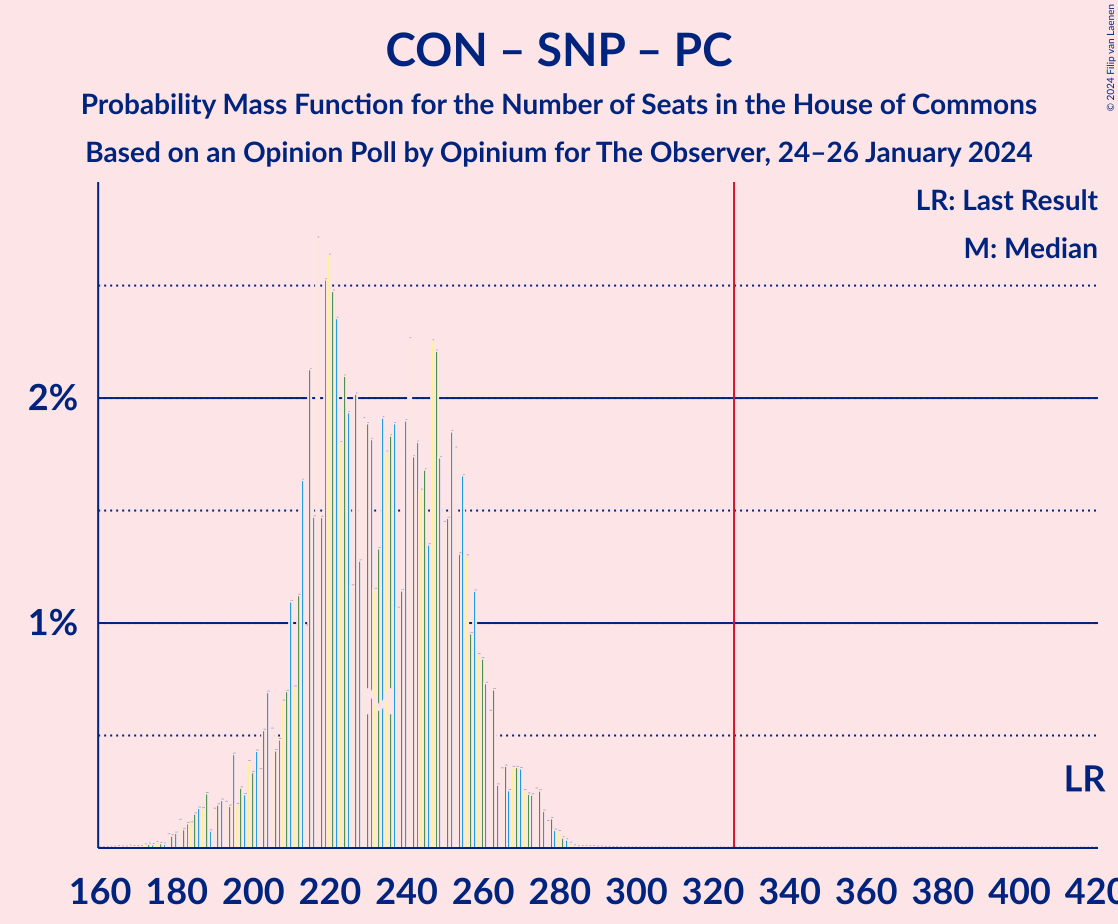 CON – SNP – PC
Probability Mass Function for the Number of Seats in the House of Commons
Based on an Opinion Poll by Opinium for The Observer, 24–26 January 2024
© 2024 Filip van Laenen
LR: Last Result
M: Median
2%
1%
LR
160 180 200 220 240 260 280 300 320 340 360 380 400 420